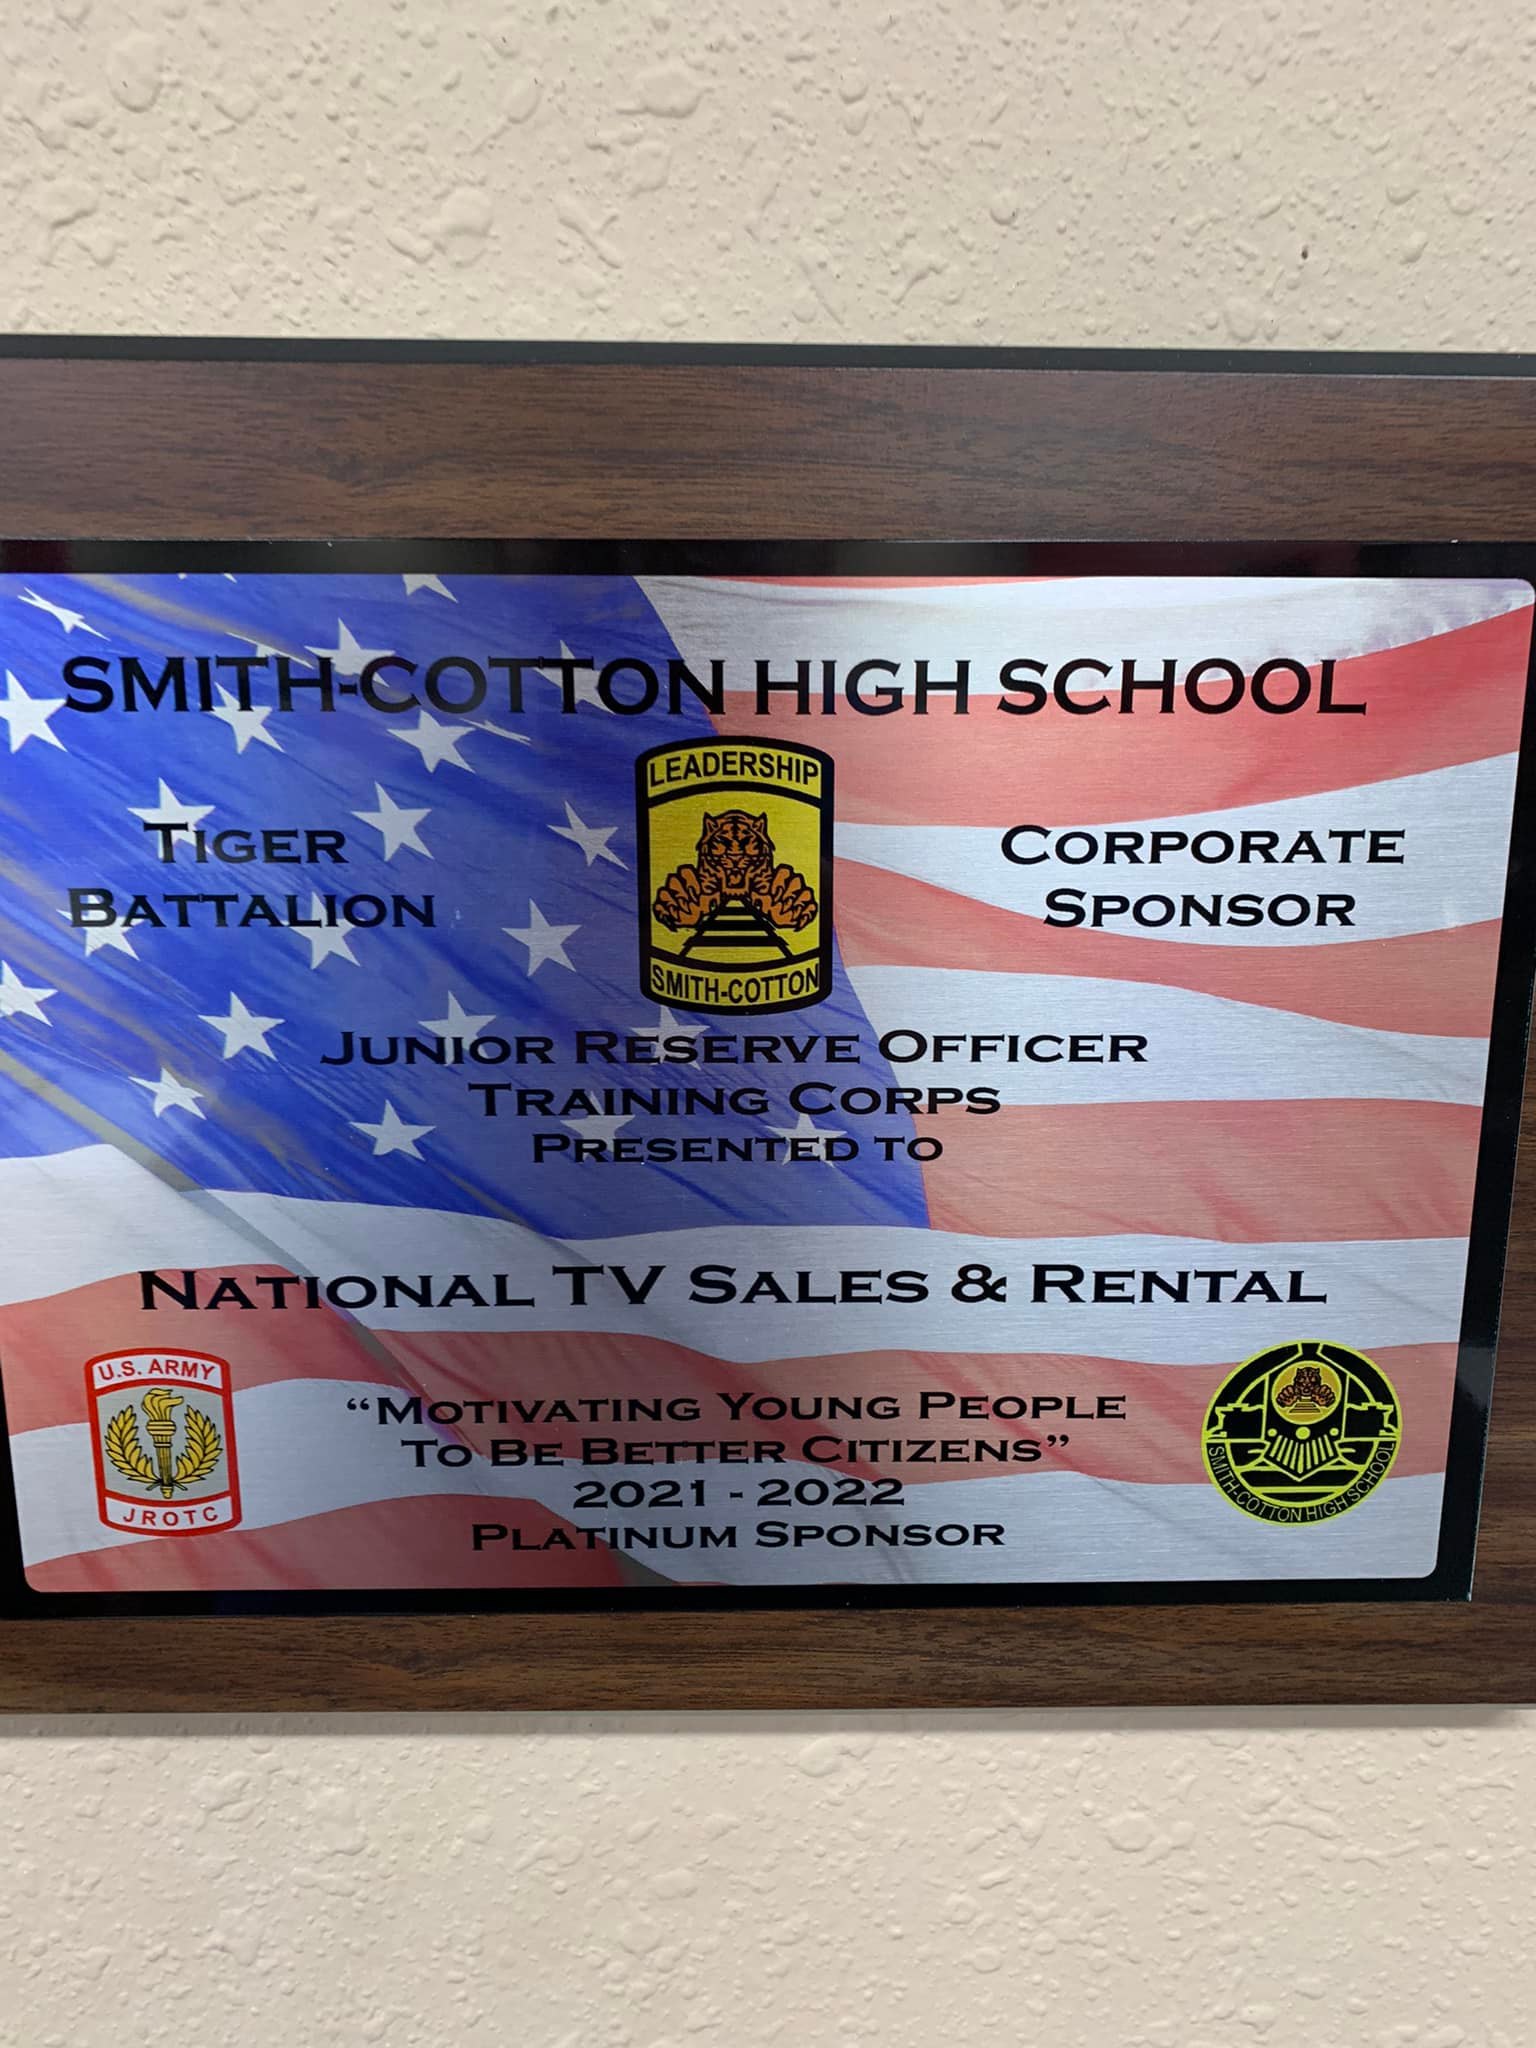 SMITH-COTTON HIGH SCHOOL
LEADERSHIP
TIGER
BATTALION
CORPORATE
SPONSOR
SMITH-COTTON
JUNIOR RESERVE OFFICER
TRAINING CORPS
PRESENTED TO
NATIONAL TV SALES & RENTAL
U.S. ARMY
JROTC
“MOTIVATING YOUNG PEOPLE
TO BE BETTER CITIZENS”
2021 - 2022
PLATINUM SPONSOR
SMITH-COTTON HIGH SCHOOL